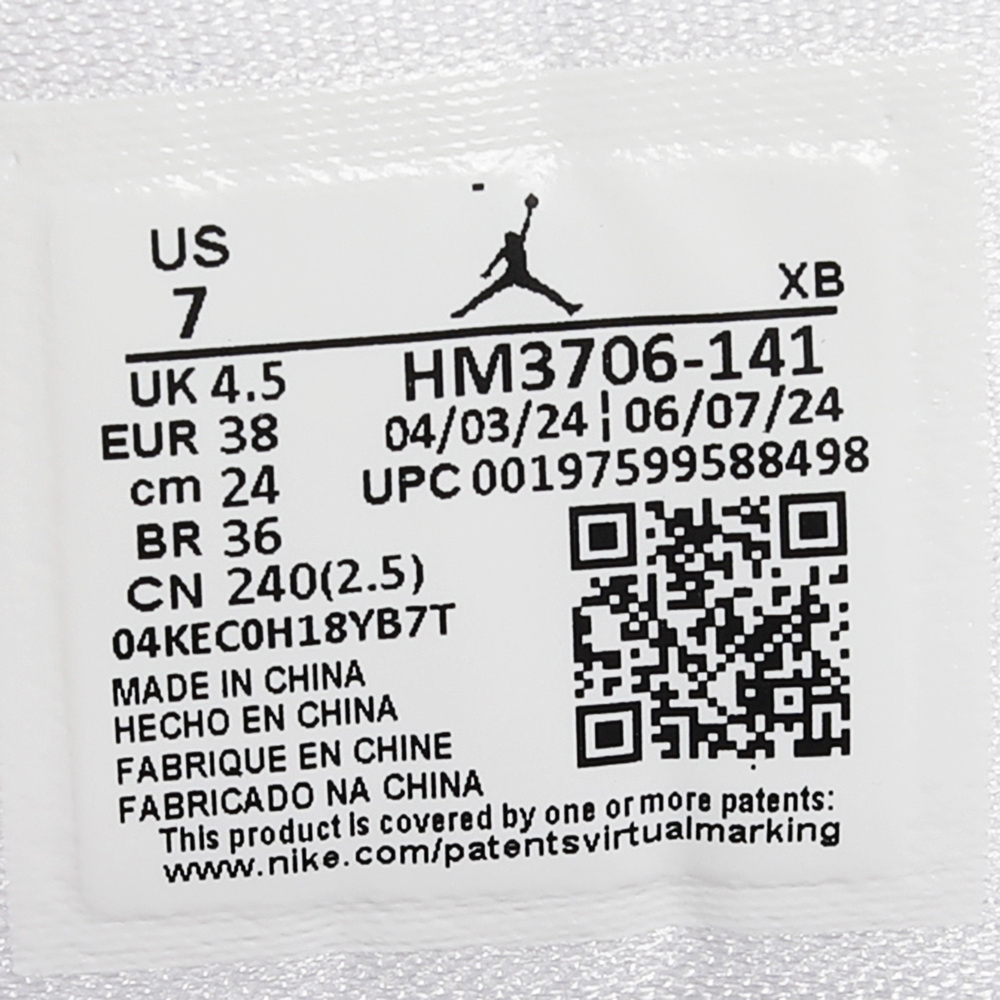 US
7
XB
UK 4.5
EUR 38
cm 24
BR 36
CN 240(2.5)
HM3706-141
04/03/24 ¦ 06/07/24
UPC 00197599588498
04KEC0H18YB7T
MADE IN CHINA
HECHO EN CHINA
FABRIQUE EN CHINE
FABRICADO NA CHINA
This product is covered by one or more patents:
www.nike.com/patentsvirtualmarking